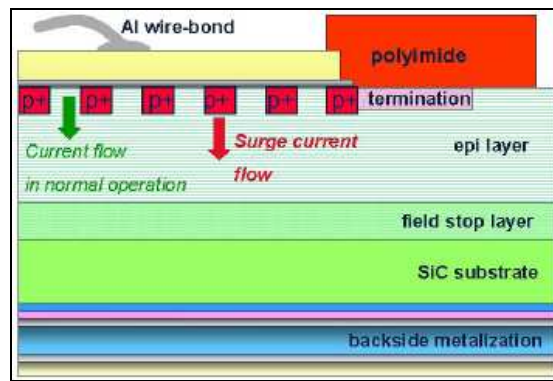 Al wire-bond
polyimide
p+ p+ p+ p+ p+ p+ termination
Current flow
in normal operation
Surge current
flow
epi layer
field stop layer
SiC substrate
backside metalization